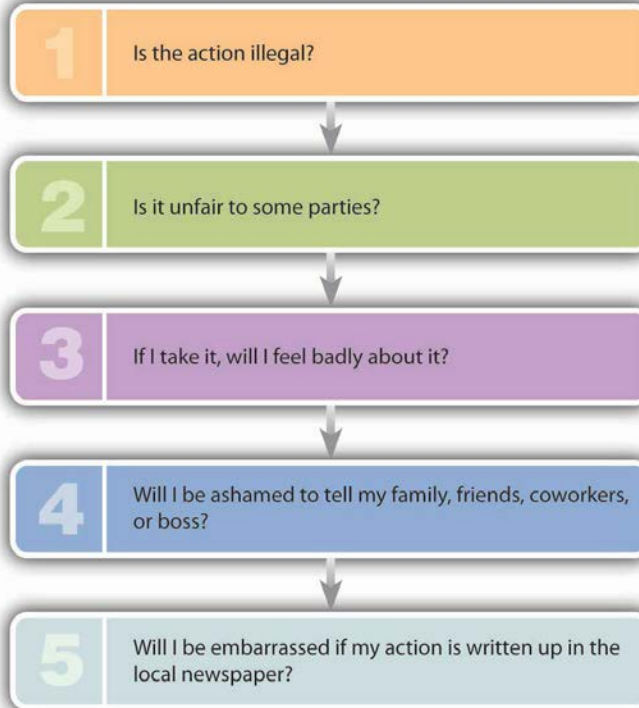 1
Is the action illegal?
2
Is it unfair to some parties?
3
If I take it, will I feel badly about it?
4
Will I be ashamed to tell my family, friends, coworkers,
or boss?
5
Will I be embarrassed if my action is written up in the
local newspaper?